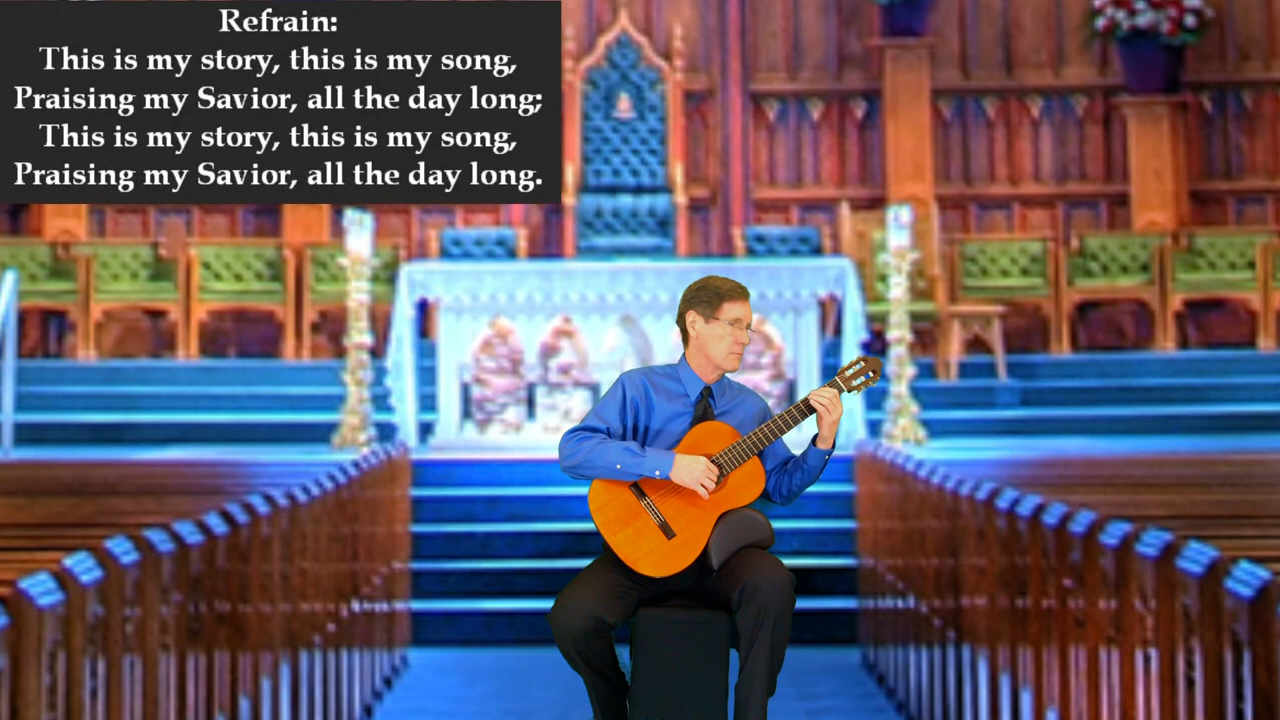 Refrain:
This is my story, this is my song,
Praising my Savior, all the day long;
This is my story, this is my song,
Praising my Savior, all the day long.